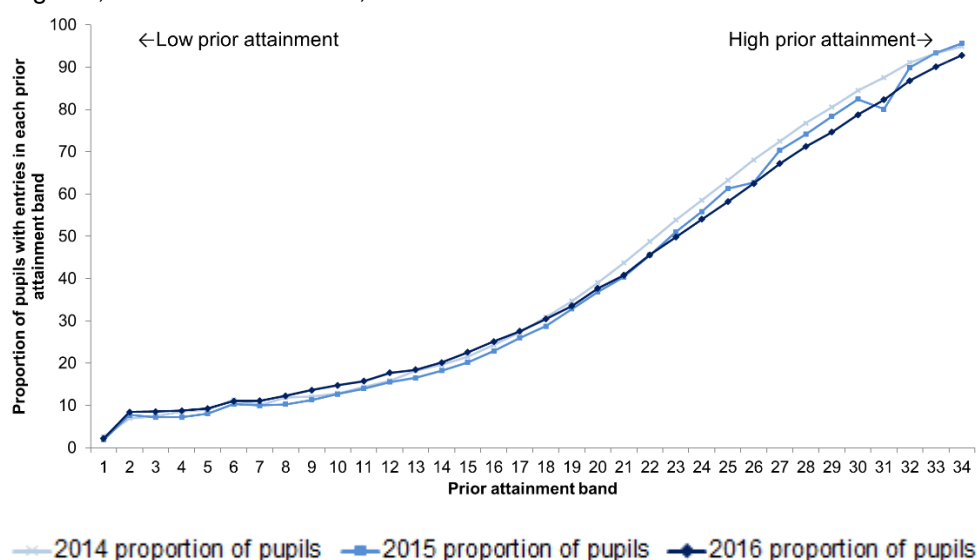 100
←Low prior attainment
High prior attainment→
90
80
70
60
50
40
30
20
10
0
Proportion of pupils with entries in each prior
attainment band
1 2 3 4 5 6 7 8 9 10 11 12 13 14 15 16 17 18 19 20 21 22 23 24 25 26 27 28 29 30 31 32 33 34
Prior attainment band
2014 proportion of pupils 2015 proportion of pupils 2016 proportion of pupils